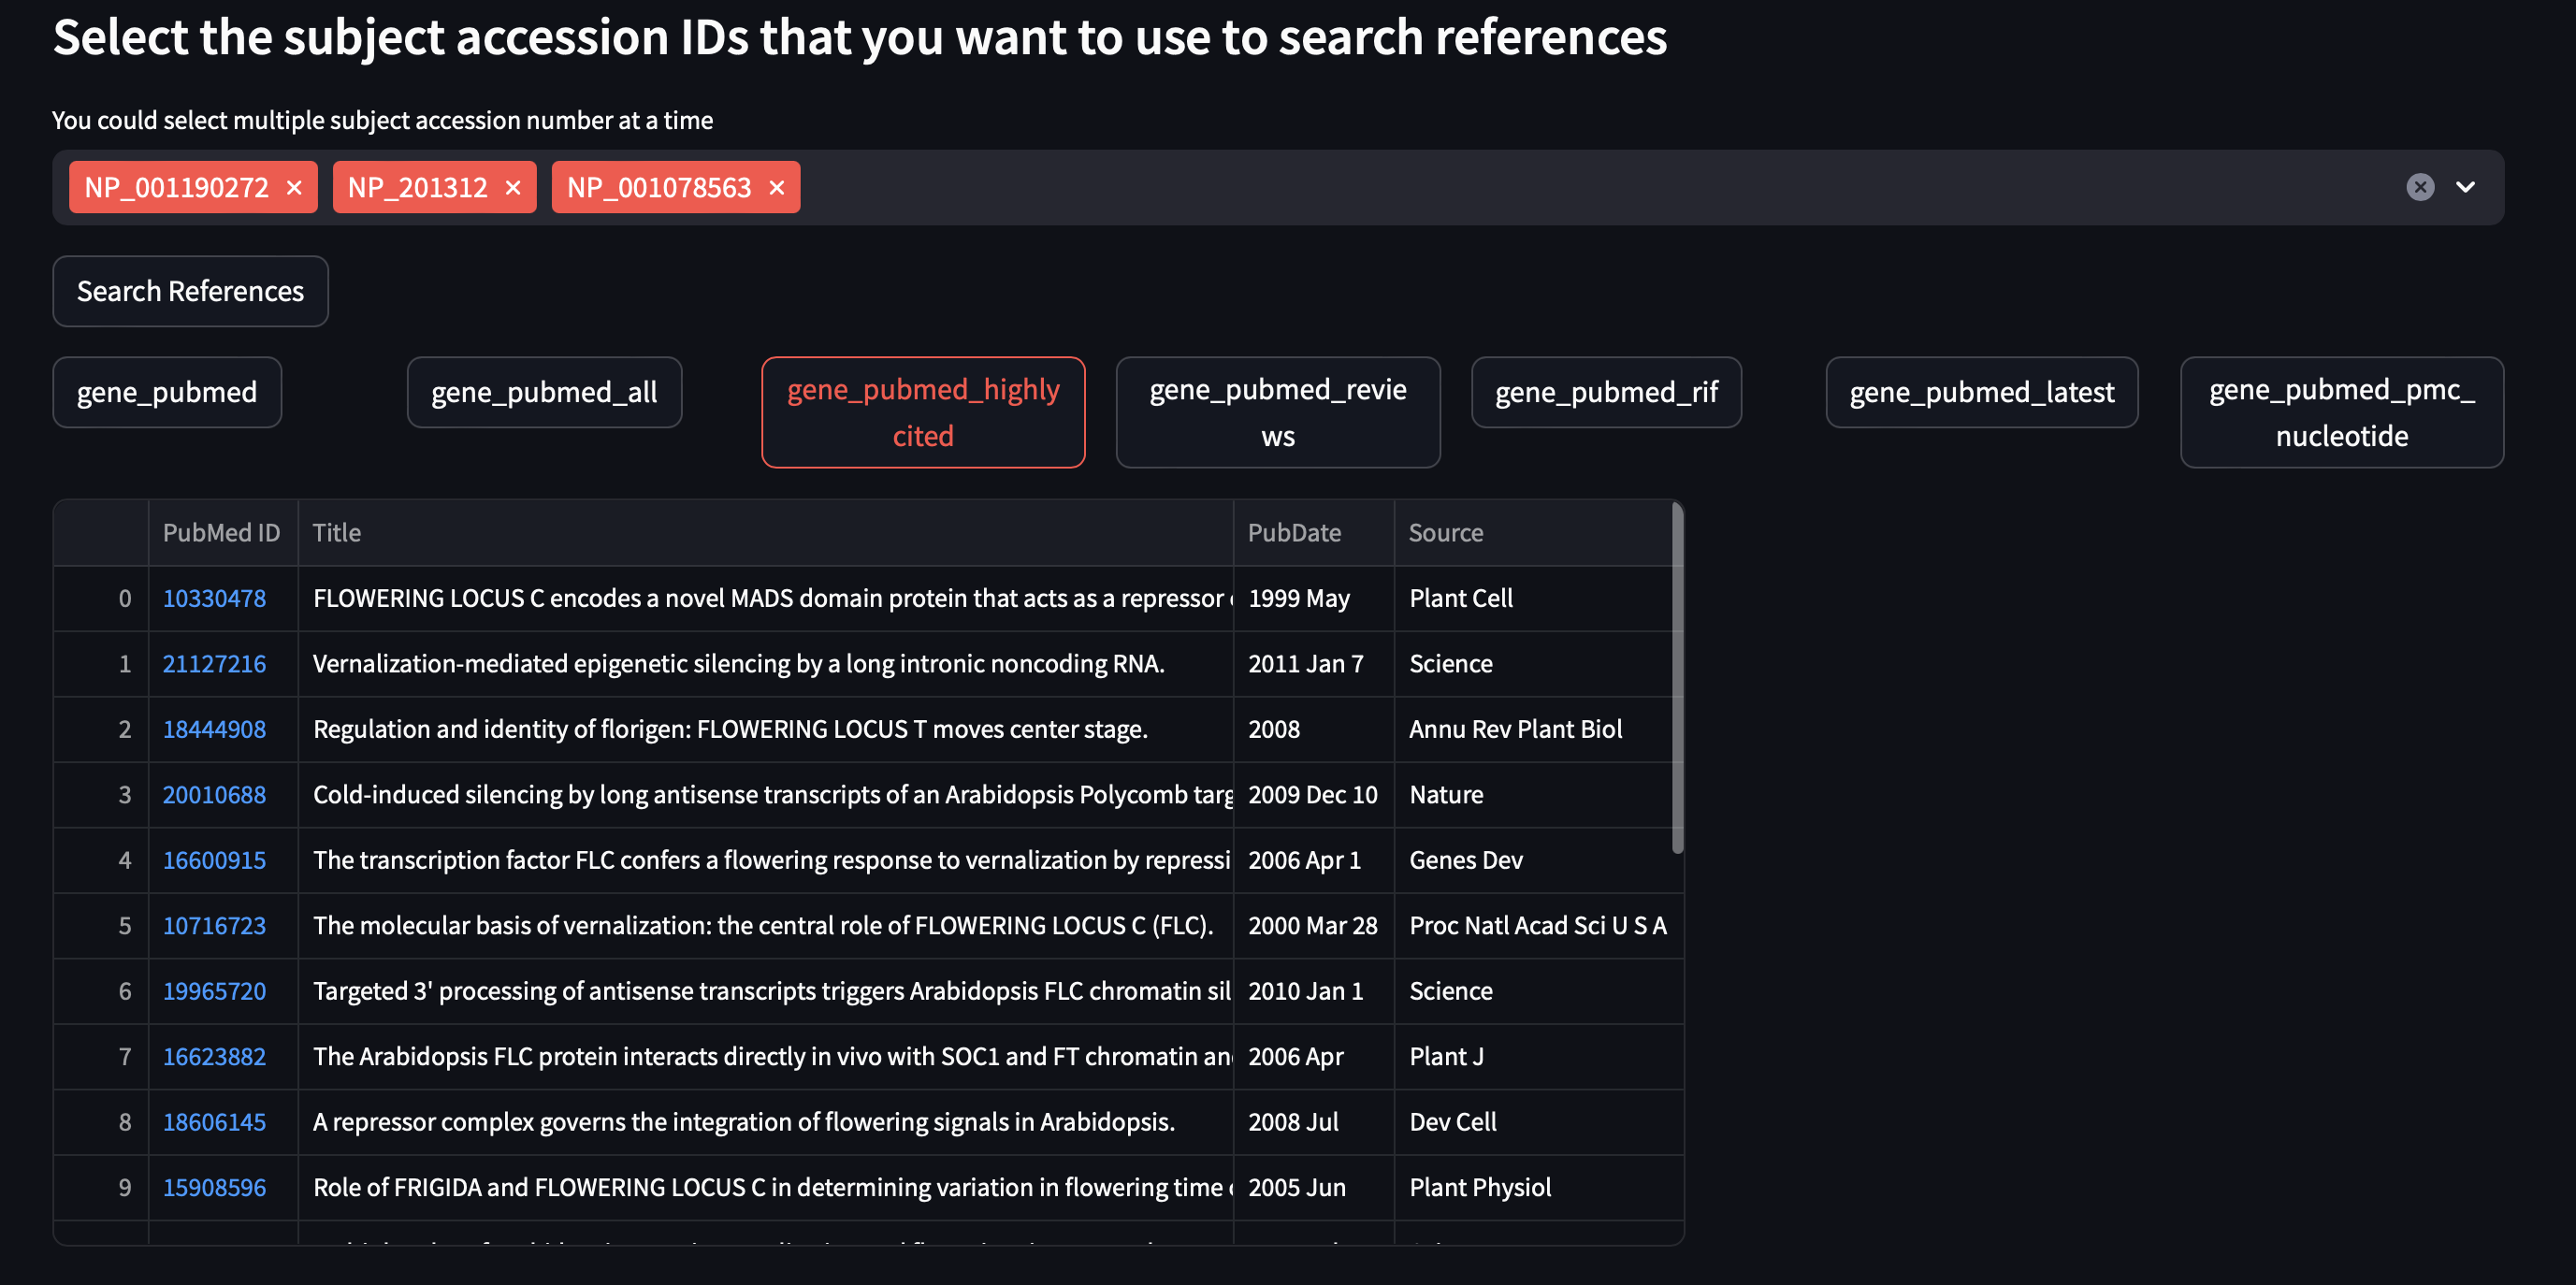 Select the subject accession IDs that you want to use to search references
You could select multiple subject accession number at a time
NP_001190272 × NP_201312 × NP_001078563 ×
Search References
gene_pubmed
gene_pubmed_all
gene_pubmed_highly
cited
gene_pubmed_revie
ws
gene_pubmed_rif
gene_pubmed_latest
gene_pubmed_pmc_
nucleotide
PubMed ID Title PubDate Source
0 10330478 FLOWERING LOCUS C encodes a novel MADS domain protein that acts as a repressor 1999 May Plant Cell
1 21127216 Vernalization-mediated epigenetic silencing by a long intronic noncoding RNA. 2011 Jan 7 Science
2 18444908 Regulation and identity of florigen: FLOWERING LOCUS T moves center stage. 2008 Annu Rev Plant Biol
3 20010688 Cold-induced silencing by long antisense transcripts of an Arabidopsis Polycomb targ 2009 Dec 10 Nature
4 16600915 The transcription factor FLC confers a flowering response to vernalization by repressi 2006 Apr 1 Genes Dev
5 10716723 The molecular basis of vernalization: the central role of FLOWERING LOCUS C (FLC). 2000 Mar 28 Proc Natl Acad Sci U S A
6 19965720 Targeted 3' processing of antisense transcripts triggers Arabidopsis FLC chromatin sil 2010 Jan 1 Science
7 16623882 The Arabidopsis FLC protein interacts directly in vivo with SOC1 and FT chromatin an 2006 Apr Plant J
8 18606145 A repressor complex governs the integration of flowering signals in Arabidopsis. 2008 Jul Dev Cell
9 15908596 Role of FRIGIDA and FLOWERING LOCUS C in determining variation in flowering time 2005 Jun Plant Physiol